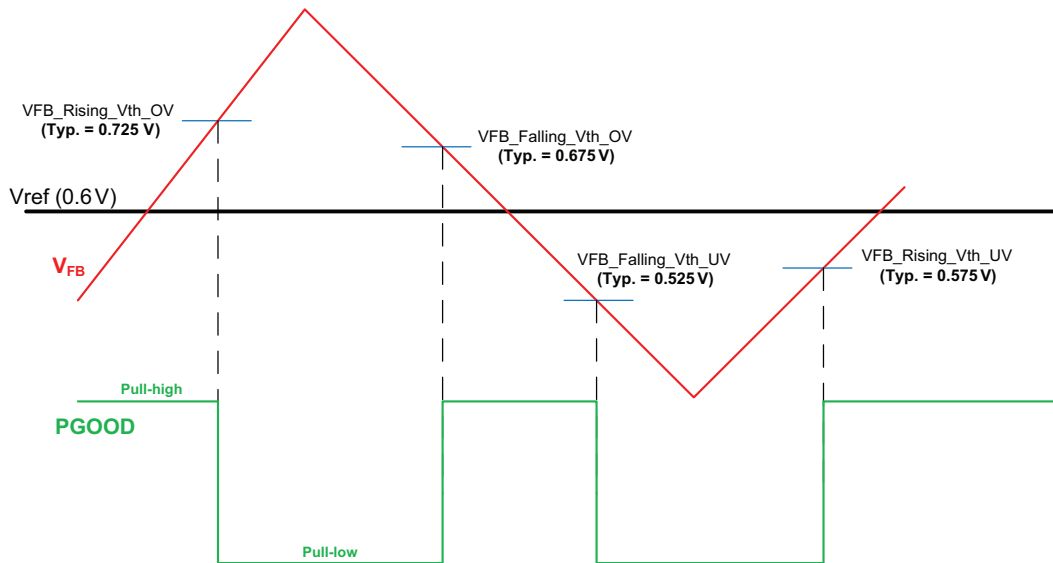 VFB_Rising_Vth_OV
(Typ. = 0.725 V)
VFB_Falling_Vth_OV
(Typ. = 0.675 V)
Vref (0.6 V)
VFB
VFB_Falling_Vth_UV
(Typ. = 0.525 V)
VFB_Rising_Vth_UV
(Typ. = 0.575 V)
Pull-high
PGOOD
Pull-low